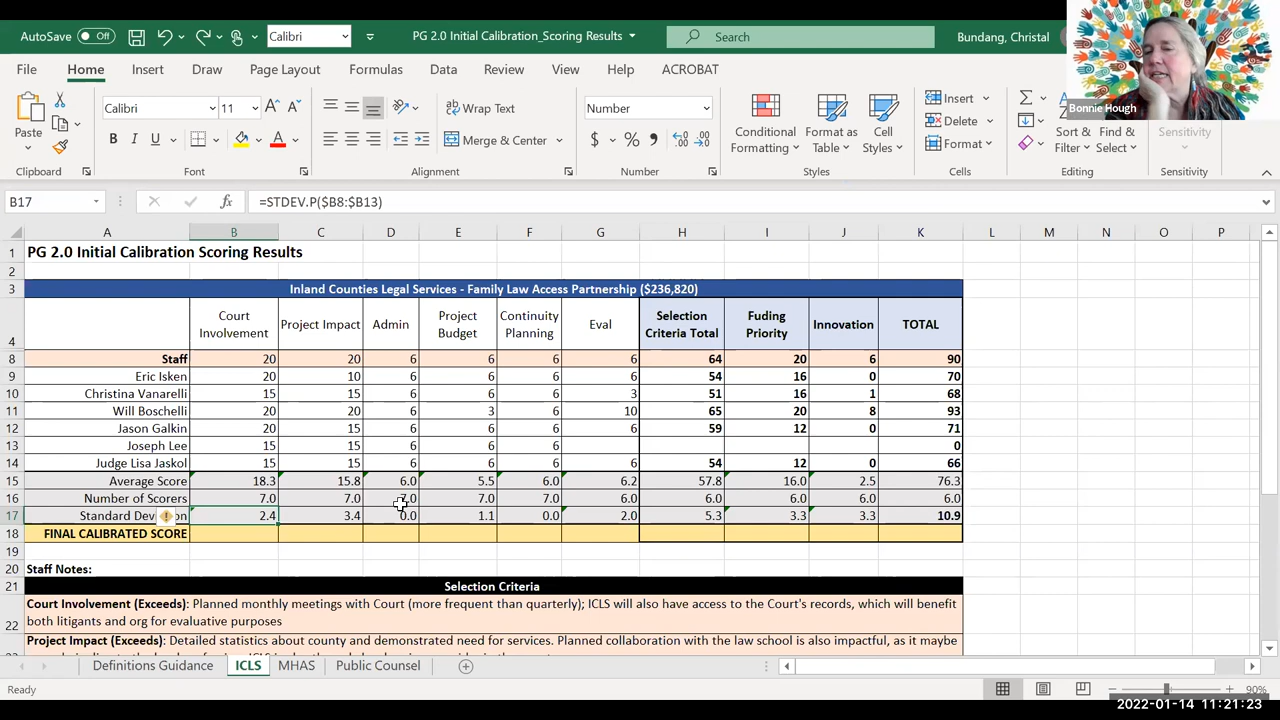 AutoSave Off Calibri PG 2.0 Initial Calibration_Scoring Results Search Bundang, Christal
File Home Insert Draw Page Layout Formulas Data Review View Help ACROBAT
Bonnie Hough
Paste Calibri 11 Wrap Text Number Conditional Formatting Format as Table Cell Styles Insert Delete Format Sort & Filter Find & Select Sensitivity
B I U Merge & Center $ %
Clipboard Font Alignment Number Styles Cells Editing Sensitivity
B17 fx =STDEV.P($B8:$B13)
A B C D E F G H I J K L M N O P
1 PG 2.0 Initial Calibration Scoring Results
2
3 Inland Counties Legal Services - Family Law Access Partnership ($236,820)
4 Court Involvement Project Impact Admin Project Budget Continuity Planning Eval Selection Criteria Total Fuding Priority Innovation TOTAL
8 Staff 20 20 6 6 6 6 64 20 6 90
9 Eric Isken 20 10 6 6 6 6 54 16 0 70
10 Christina Vanarelli 15 15 6 6 6 3 51 16 1 68
11 Will Boschelli 20 20 6 3 6 10 65 20 8 93
12 Jason Galkin 20 15 6 6 6 6 59 12 0 71
13 Joseph Lee 15 15 6 6 6 0
14 Judge Lisa Jaskol 15 15 6 6 6 6 54 12 0 66
15 Average Score 18.3 15.8 6.0 5.5 6.0 6.2 57.8 16.0 2.5 76.3
16 Number of Scorers 7.0 7.0 7.0 7.0 7.0 6.0 6.0 6.0 6.0 6.0
17 Standard Dev on 2.4 3.4 0.0 1.1 0.0 2.0 5.3 3.3 3.3 10.9
18 FINAL CALIBRATED SCORE
19
20 Staff Notes:
21 Selection Criteria
22 Court Involvement (Exceeds): Planned monthly meetings with Court (more frequent than quarterly); ICLS will also have access to the Court's records, which will benefit
both litigants and org for evaluative purposes
Project Impact (Exceeds): Detailed statistics about county and demonstrated need for services. Planned collaboration with the law school is also impactful, as it maybe
Definitions Guidance ICLS MHAS Public Counsel
Ready 90%
2022-01-14 11:21:23